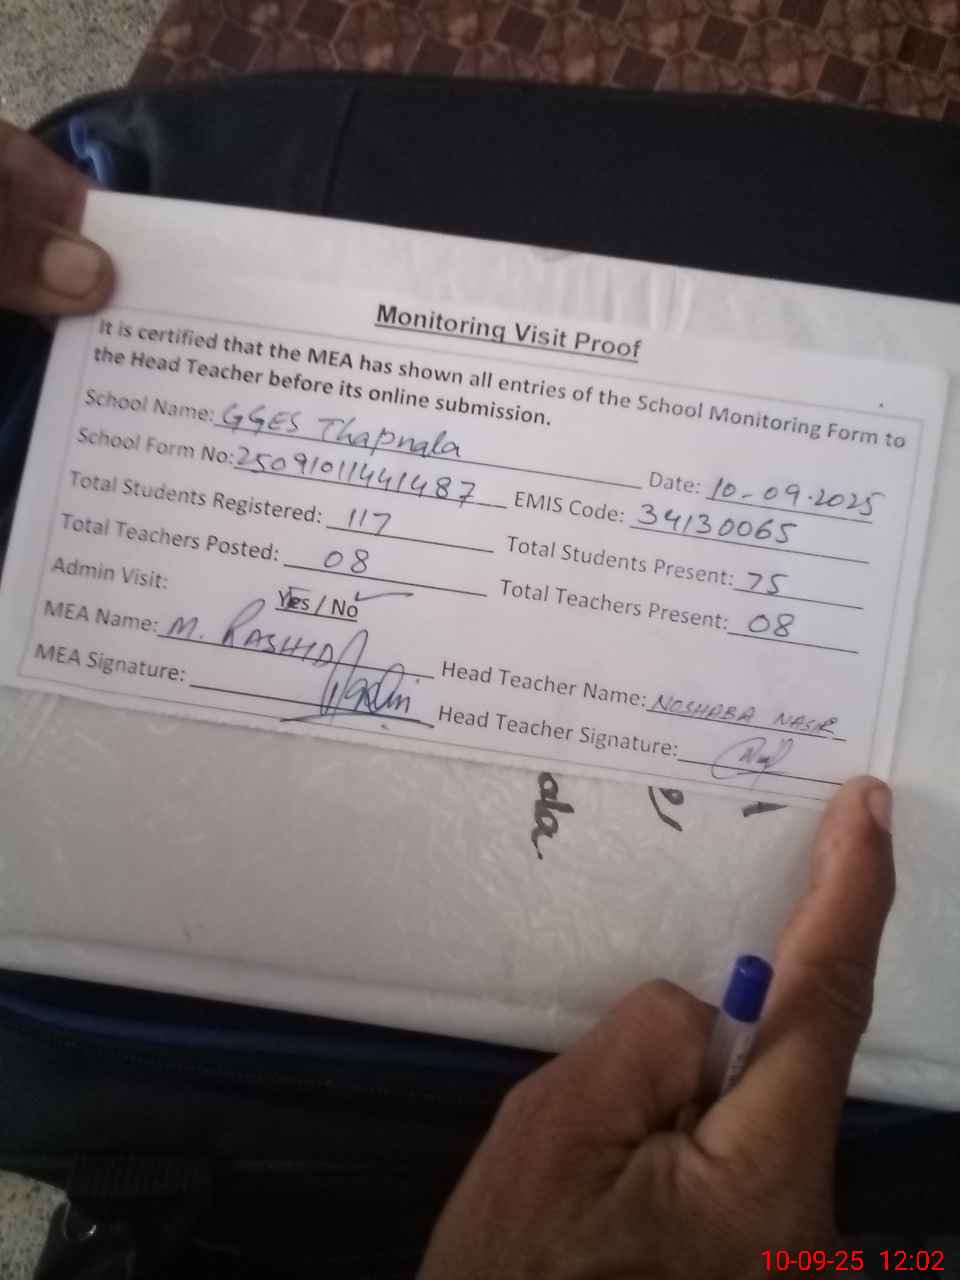 Monitoring Visit Proof
It is certified that the MEA has shown all entries of the School Monitoring Form to
the Head Teacher before its online submission.
School Name: GGES Thapnala Date: 10-09-2025
School Form No: 25091011441487 EMIS Code: 34130065
Total Students Registered: 117 Total Students Present: 75
Total Teachers Posted: 08 Total Teachers Present: 08
Admin Visit: Yes / No
MEA Name: M. RASHID Head Teacher Name: NOSHABA NASIR
MEA Signature: Head Teacher Signature:
ala
10-09-25 12:02